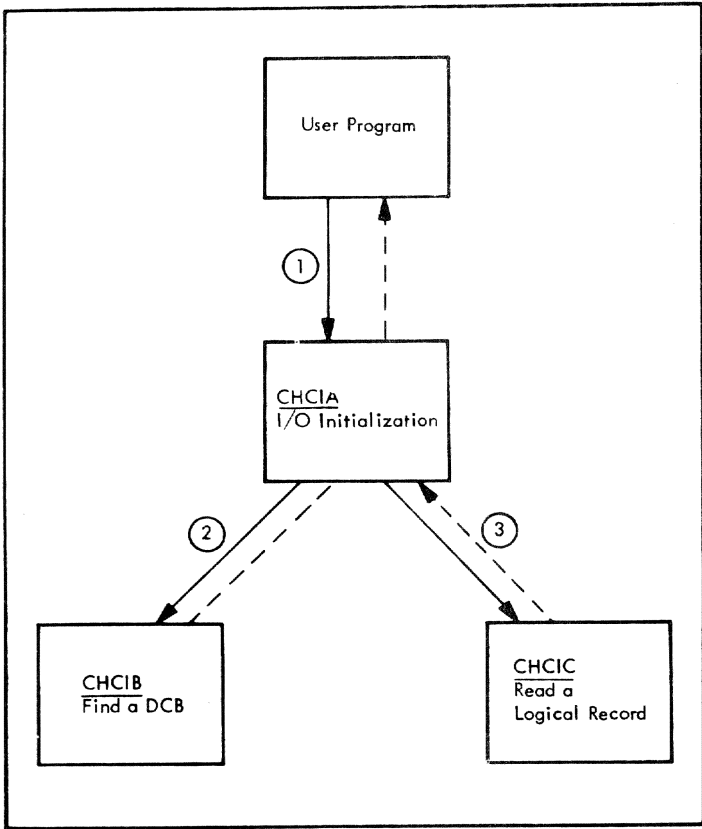 User Program
1
CHCIA
I/O Initialization
2
3
CHCIB
Find a DCB
CHCIC
Read a
Logical Record